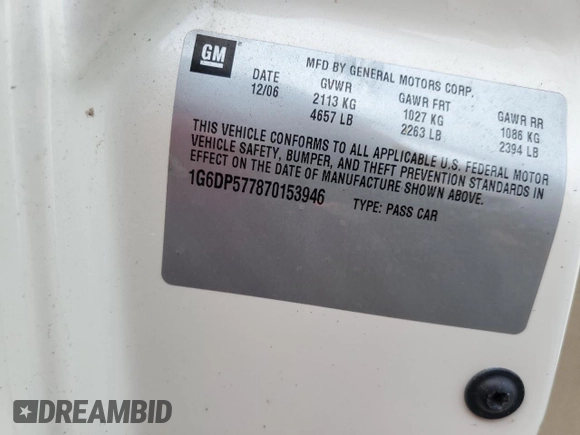 GM
MFD BY GENERAL MOTORS CORP.
DATE GVWR GAWR FRT GAWR RR
12/06 2113 KG 1027 KG 1086 KG
4657 LB 2263 LB 2394 LB
THIS VEHICLE CONFORMS TO ALL APPLICABLE U.S. FEDERAL MOTOR
VEHICLE SAFETY, BUMPER, AND THEFT PREVENTION STANDARDS IN
EFFECT ON THE DATE OF MANUFACTURE SHOWN ABOVE.
1G6DP577870153946 TYPE: PASS CAR
DREAMBID